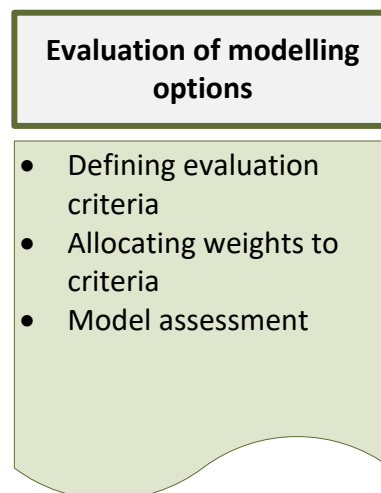 Evaluation of modelling
options
• Defining evaluation
criteria
• Allocating weights to
criteria
• Model assessment